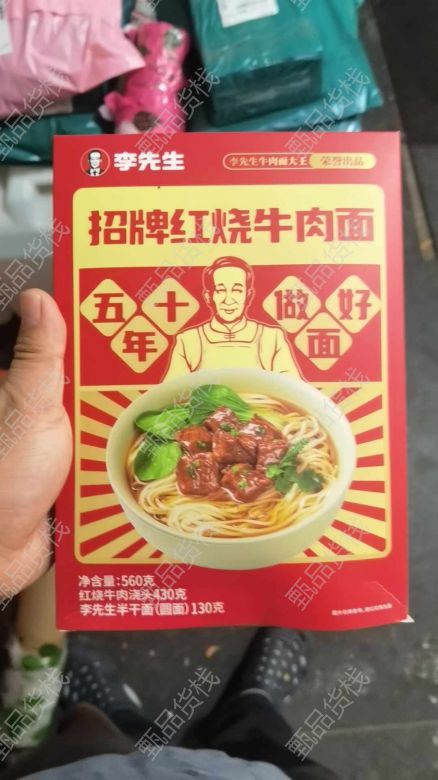 李先生
李先生牛肉面大王 荣誉出品
招牌红烧牛肉面
五十年 做好面
净含量:560克
红烧牛肉浇头430克
李先生半干面(圆面)130克
甄品货栈